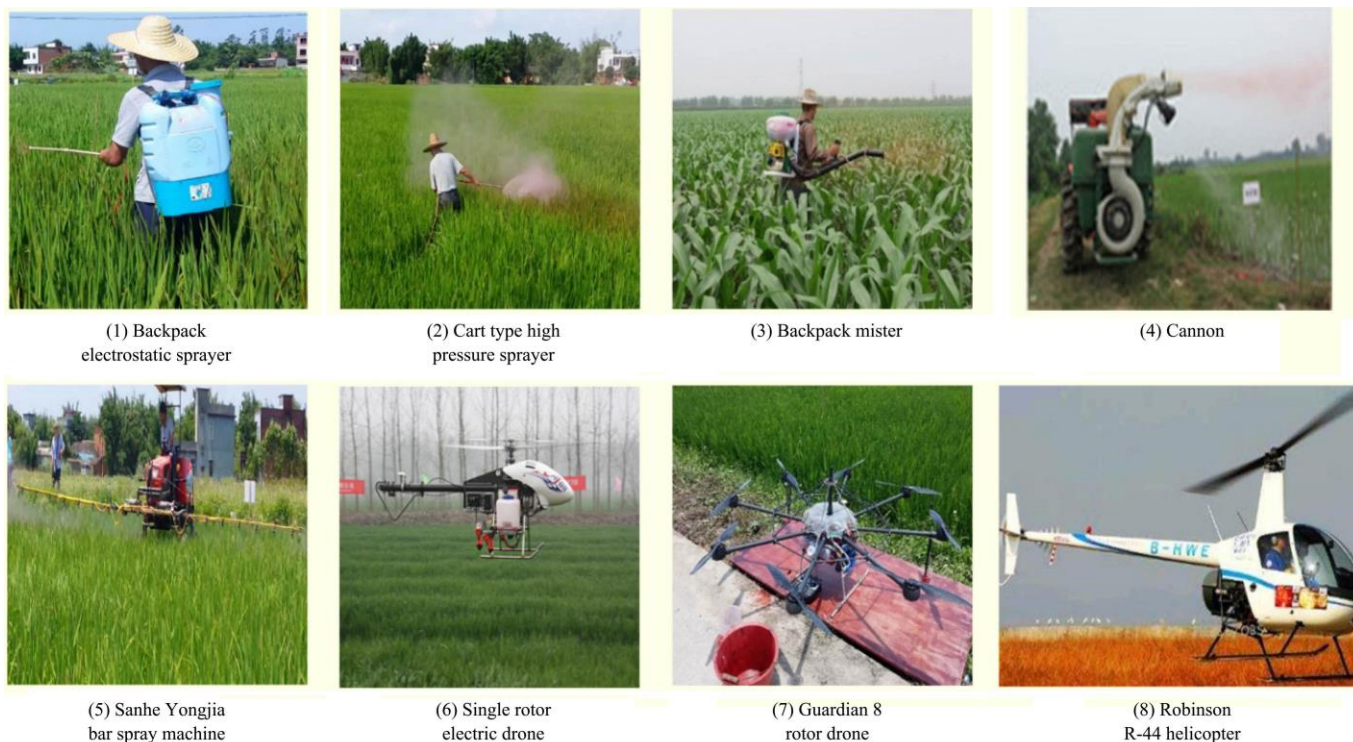 (1) Backpack
electrostatic sprayer
(2) Cart type high
pressure sprayer
(3) Backpack mister
(4) Cannon
B-HWE
(5) Sanhe Yongjia
bar spray machine
(6) Single rotor
electric drone
(7) Guardian 8
rotor drone
(8) Robinson
R-44 helicopter